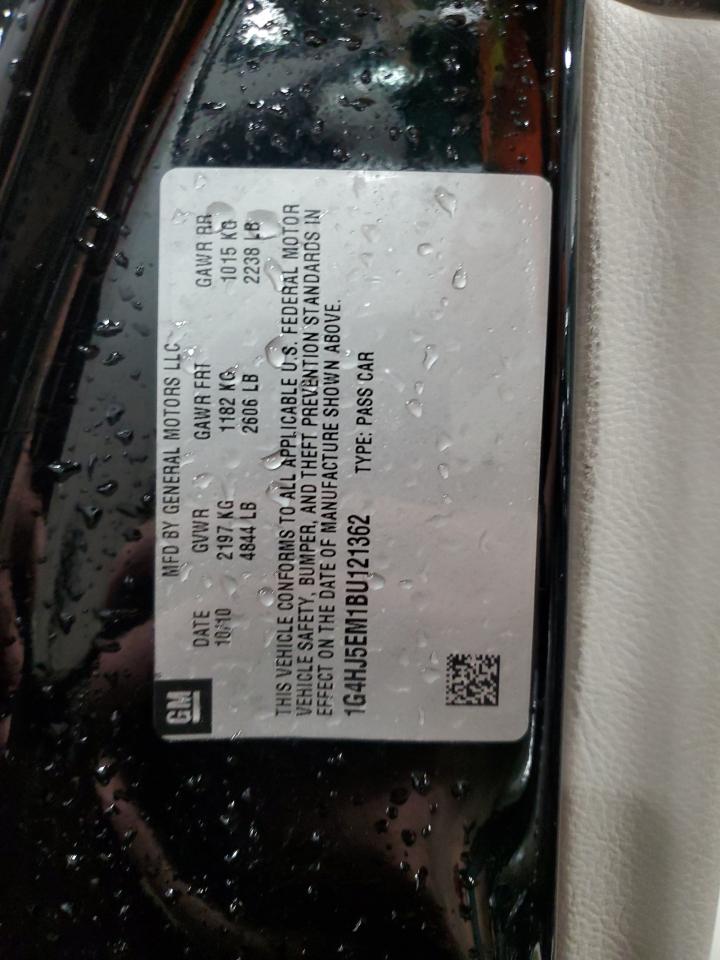 GM
MFD BY GENERAL MOTORS LLC
DATE GVWR GAWR FRT GAWR RR
10/10 2197 KG 1182 KG 1015 KG
4844 LB 2606 LB 2238 LB
THIS VEHICLE CONFORMS TO ALL APPLICABLE U.S. FEDERAL MOTOR
VEHICLE SAFETY, BUMPER, AND THEFT PREVENTION STANDARDS IN
EFFECT ON THE DATE OF MANUFACTURE SHOWN ABOVE.
1G4HJ5EM1BU121362 TYPE: PASS CAR